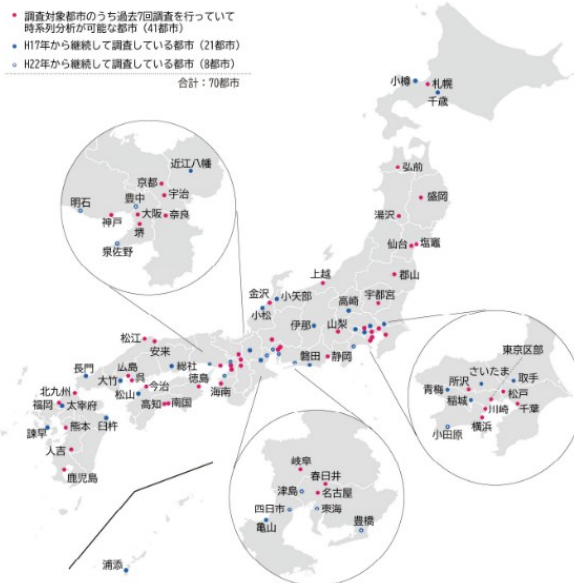 調査対象都市のうち過去7回調査を行っていて
時系列分析が可能な都市（41都市）
H17年から継続して調査している都市（21都市）
H22年から継続して調査している都市（8都市）
合計：70都市
小樽
札幌
千歳
弘前
盛岡
湯沢
仙台
塩竈
郡山
上越
宇都宮
高崎
金沢
小矢部
小松
伊那
山梨
磐田
静岡
近江八幡
京都
宇治
豊中
明石
大阪
奈良
神戸
堺
泉佐野
松江
安来
長門
広島
総社
大竹
呉
今治
徳島
海南
松山
高知
南国
北九州
福岡
太宰府
諫早
熊本
臼杵
人吉
鹿児島
浦添
東京区部
さいたま
取手
青梅
所沢
松戸
稲城
川崎
千葉
小田原
横浜
岐阜
春日井
津島
名古屋
四日市
東海
亀山
豊橋